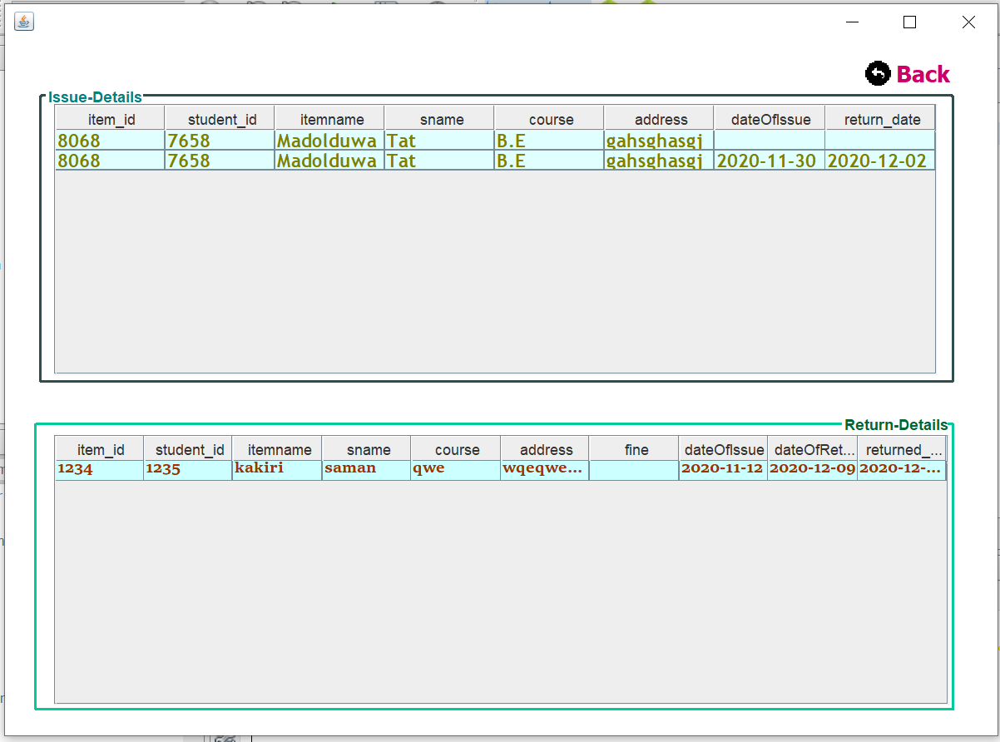 Back
Issue-Details
item_id student_id itemname sname course address dateOfIssue return_date
8068 7658 Madolduwa Tat B.E gahsghasgj
8068 7658 Madolduwa Tat B.E gahsghasgj 2020-11-30 2020-12-02
Return-Details
item_id student_id itemname sname course address fine dateOfIssue dateOfRet... returned_...
1234 1235 kakiri saman qwe wqeqwe... 2020-11-12 2020-12-09 2020-12-...